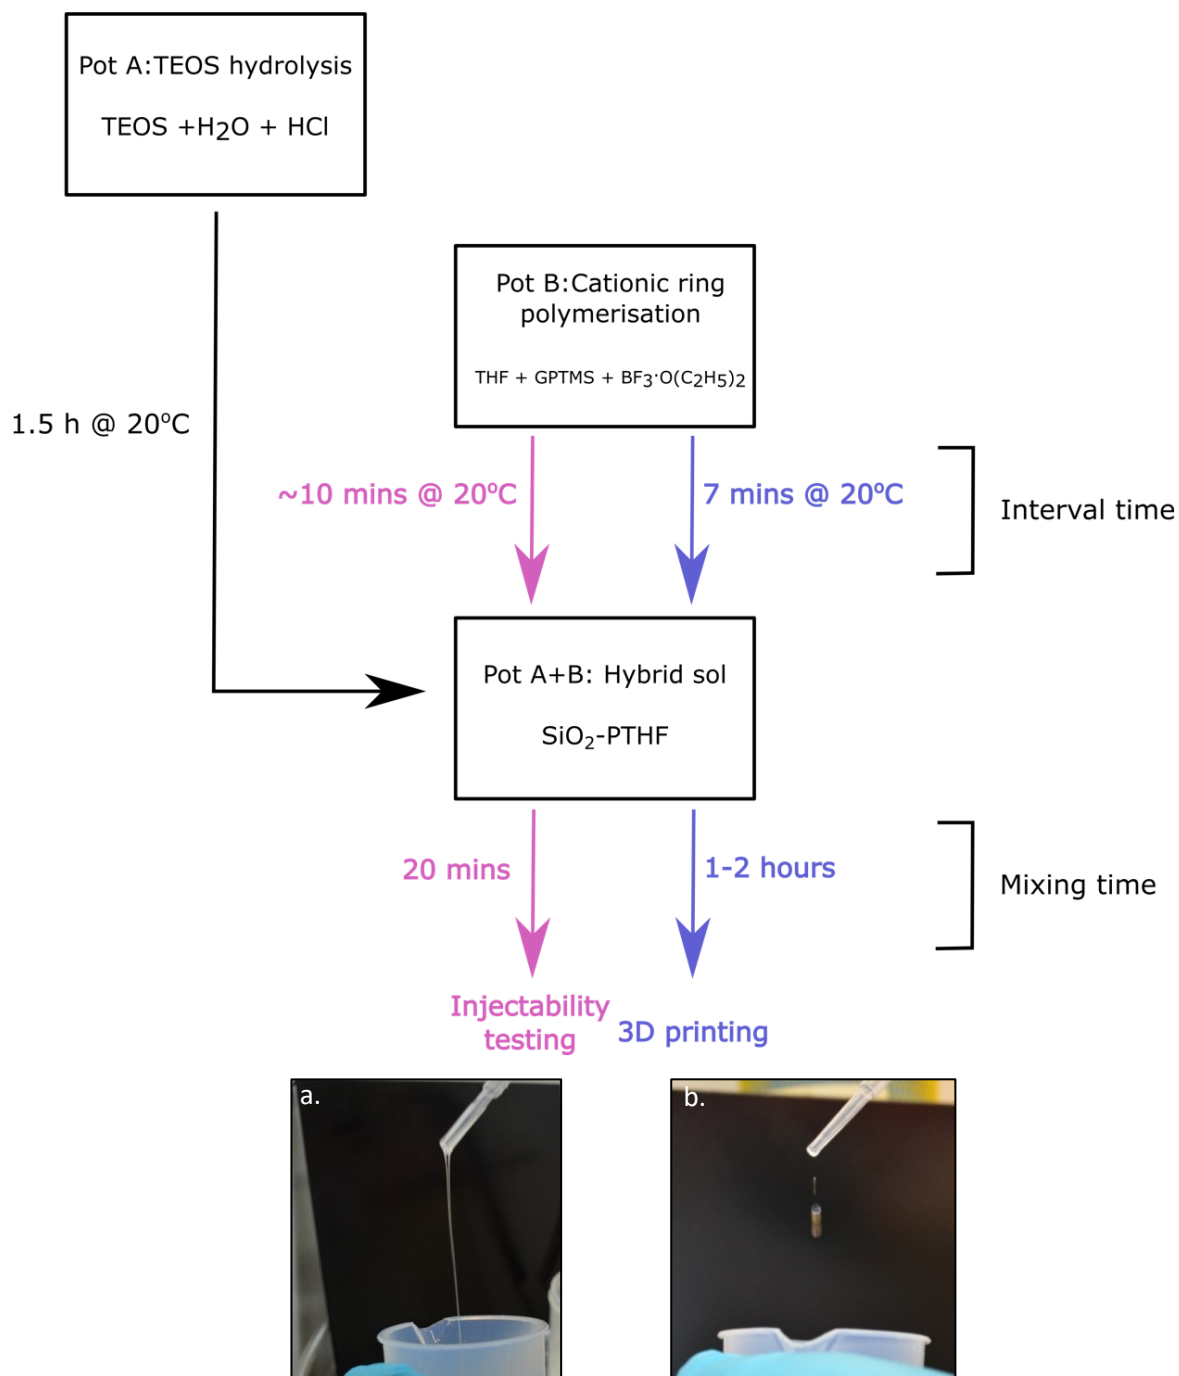 Pot A:TEOS hydrolysis
TEOS +H₂O + HCl
Pot B:Cationic ring
polymerisation
THF + GPTMS + BF₃·O(C₂H₅)₂
1.5 h @ 20°C
~10 mins @ 20°C
7 mins @ 20°C
Interval time
Pot A+B: Hybrid sol
SiO₂-PTHF
20 mins
1-2 hours
Mixing time
Injectability
testing
3D printing
a.
b.